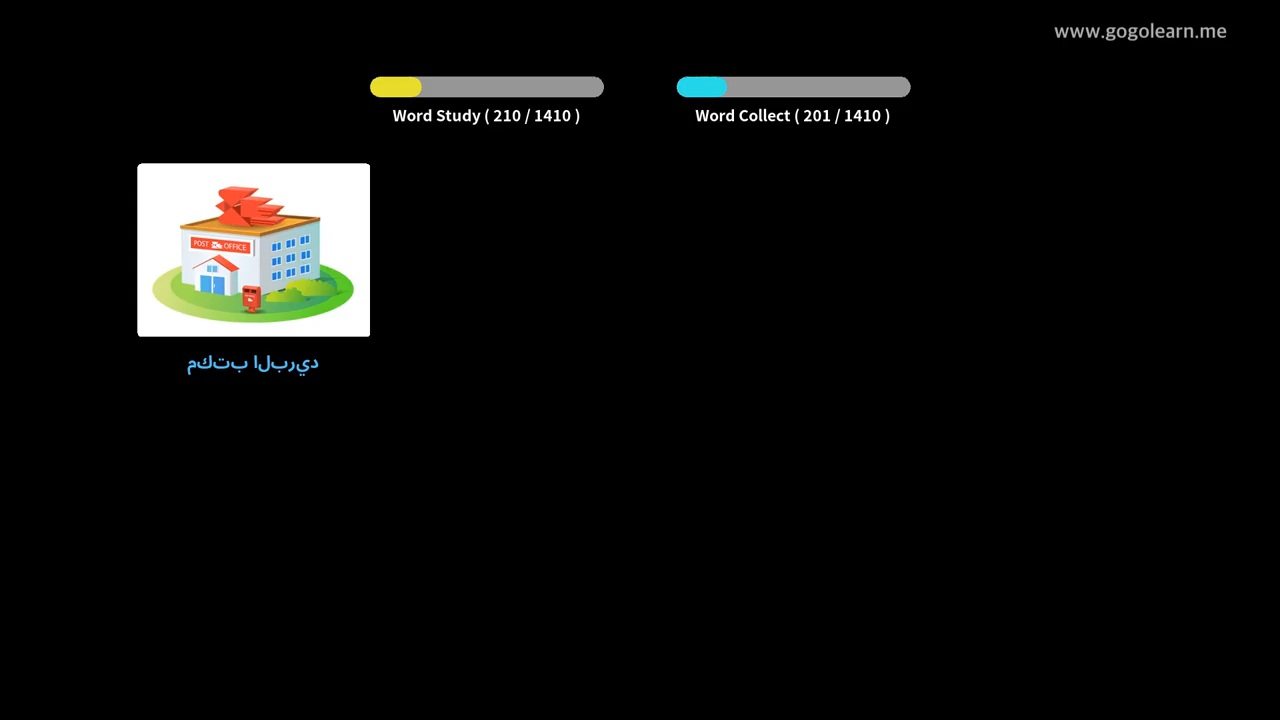 www.gogolearn.me
Word Study ( 210 / 1410 )
Word Collect ( 201 / 1410 )
POST OFFICE
مكتب البريد